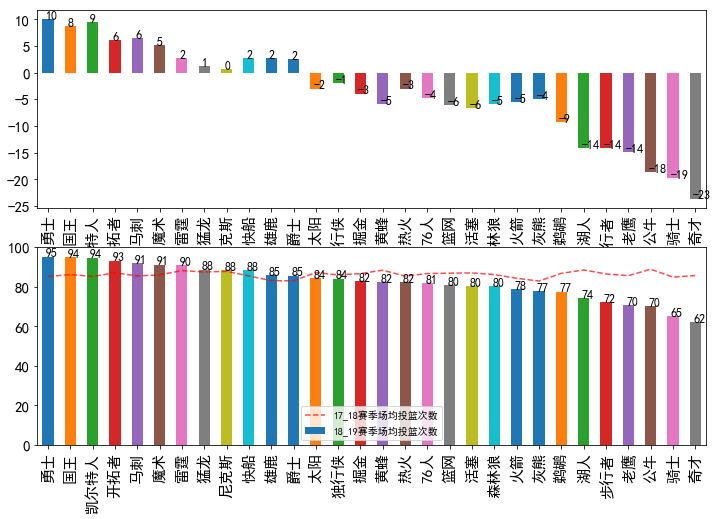 10
5
0
−5
−10
−15
−20
−25
10 8 9 6 6 5 2 1 0 2 2 2 −2 −1 −3 −5 −3 −4 −6 −6 −5 −5 −4 −9 −14 −14 −14 −18 −19 −23
勇士 国王 特人 拓者 马刺 魔术 雷霆 猛龙 克斯 快船 雄鹿 爵士 太阳 行侠 掘金 黄蜂 热火 76人 篮网 活塞 林狼 火箭 灰熊 鹈鹕 湖人 行者 老鹰 公牛 骑士 奇才
100
80
60
40
20
0
95 94 94 93 91 91 90 88 88 88 85 85 84 84 82 82 82 81 80 80 80 78 77 77 74 72 70 70 65 62
17_18赛季场均投篮次数
18_19赛季场均投篮次数
勇士 国王 凯尔特人 开拓者 马刺 魔术 雷霆 猛龙 尼克斯 快船 雄鹿 爵士 太阳 独行侠 掘金 黄蜂 热火 76人 篮网 活塞 森林狼 火箭 灰熊 鹈鹕 湖人 步行者 老鹰 公牛 骑士 奇才